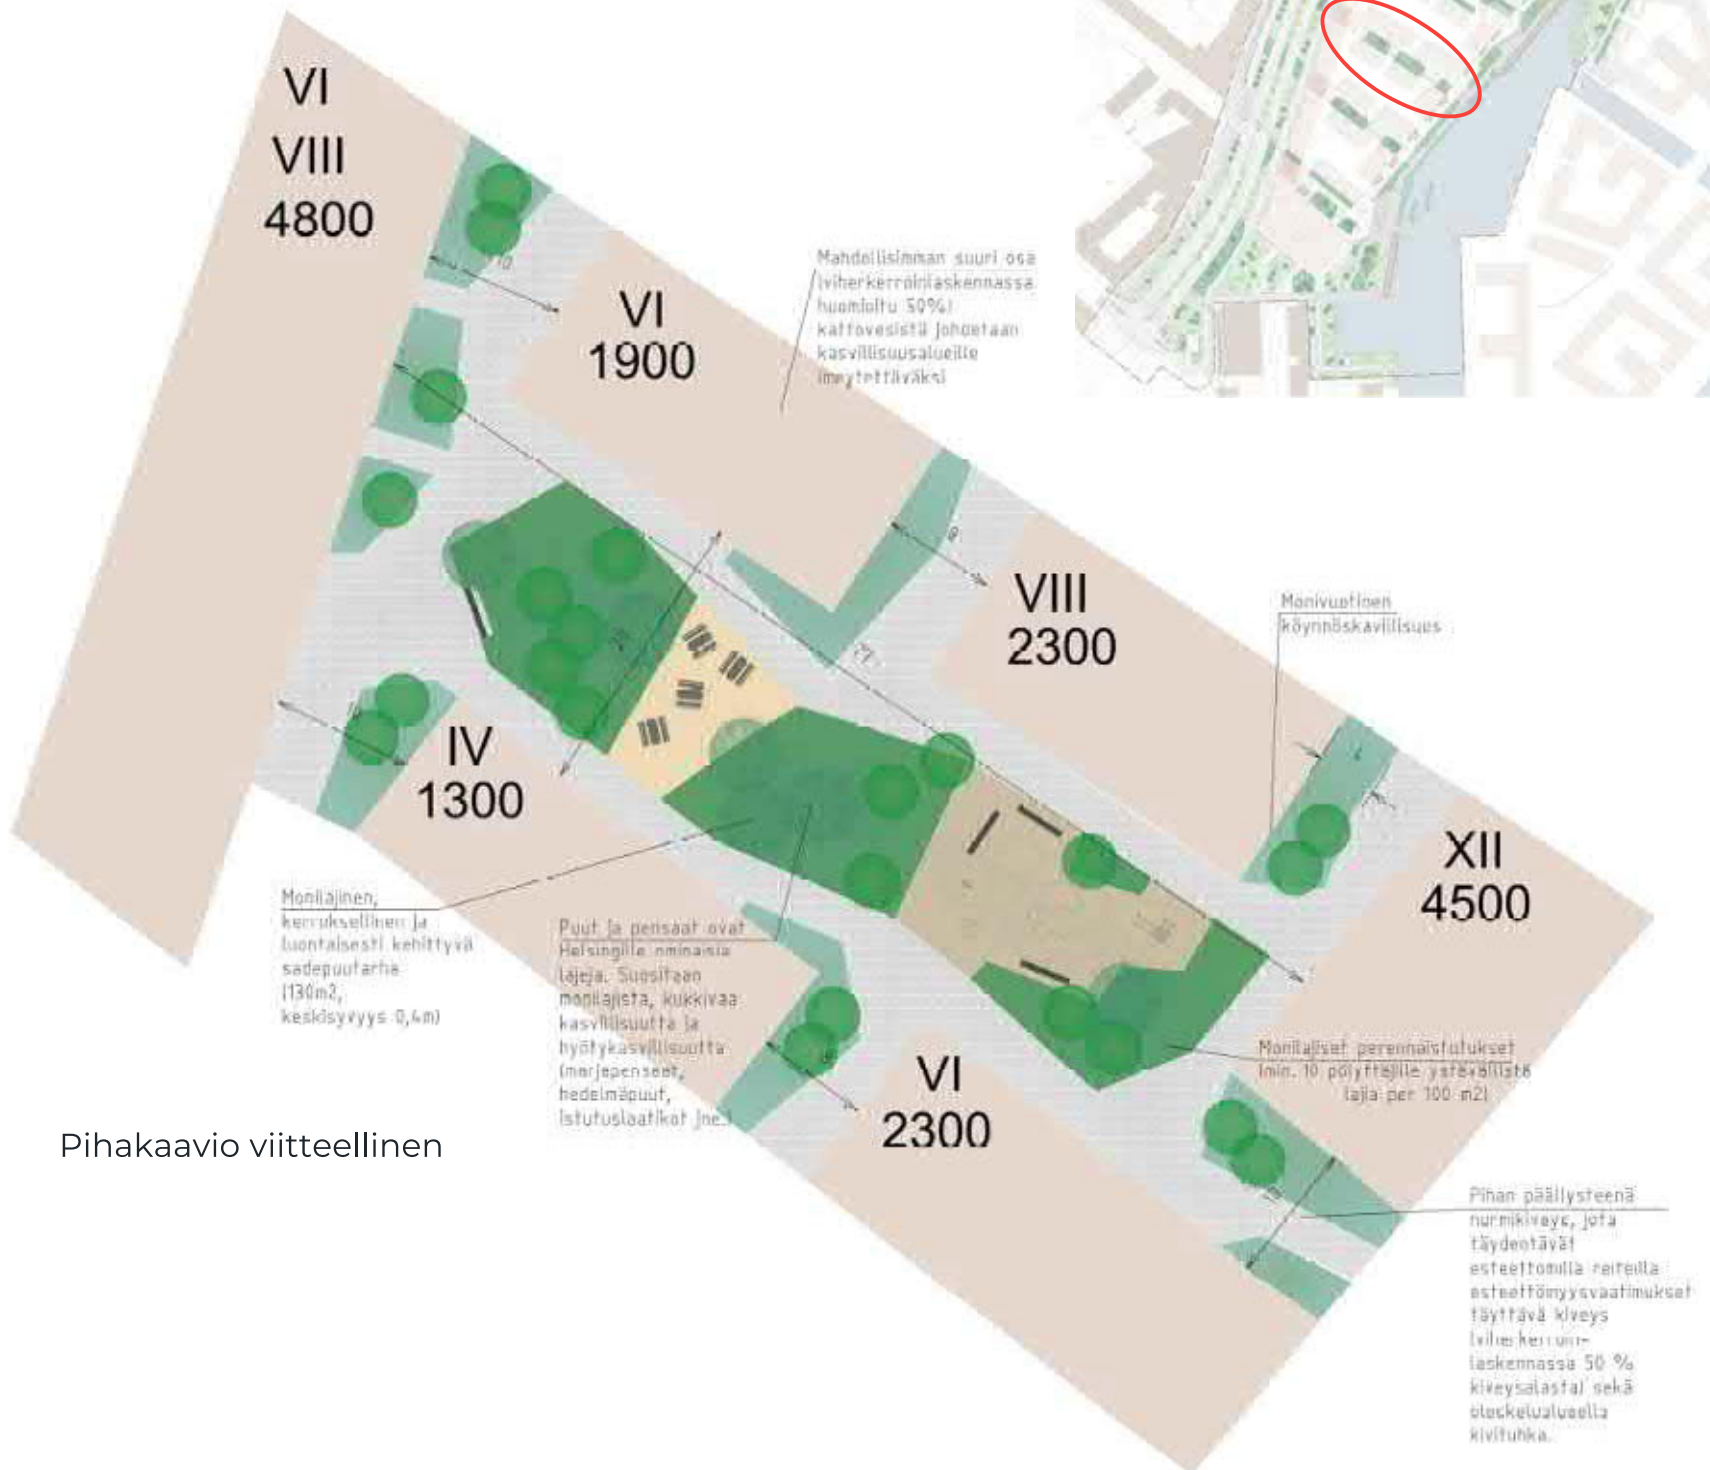 VI
VIII
4800
VI
1900
Mahdollisimman suuri osa
(viherkerroinlaskennassa
huomioitu 50%)
kattovesistä johdetaan
kasvillisuusalueille
imeytettäväksi
VIII
2300
Monivuotinen
köynnöskavillisuus
IV
1300
XII
4500
Monilajinen,
kerroksellinen ja
luontaisesti kehittyvä
sadepuutarha
(130m2,
keskisyvyys 0,4m)
Puut ja pensaat ovat
Helsingille ominaisia
lajeja. Suositaan
monilajista, kukkivaa
kasvillisuutta ja
hyötykasvillisuutta
(marjapensaat,
hedelmäpuut,
istutuslaatikot jne.)
VI
2300
Monilajiset perennaistutukset
(min. 10 pölyttäjille ystävällistä
lajia per 100 m2)
Pihakaavio viitteellinen
Pihan päällysteenä
nurmikiveys, jota
täydentävät
esteettömillä reiteillä
esteettömyysvaatimukset
täyttävä kiveys
(viherkerroin-
laskennassa 50 %
kiveysalasta) sekä
oleskelualueella
kivituhka.
10
9